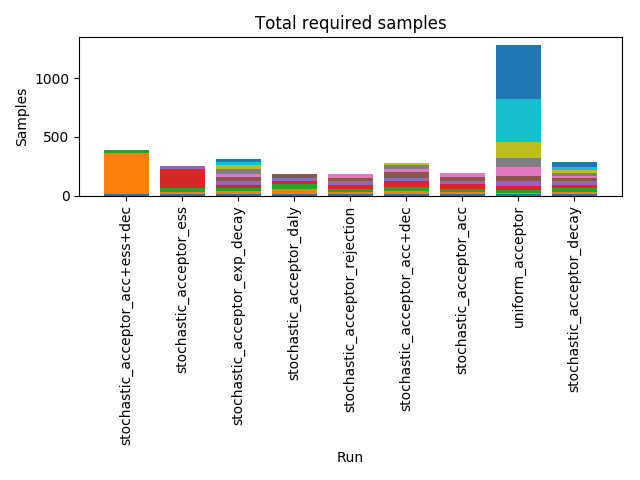 Total required samples
Samples
1000
500
0
stochastic_acceptor_acc+ess+dec
stochastic_acceptor_ess
stochastic_acceptor_exp_decay
stochastic_acceptor_daly
stochastic_acceptor_rejection
stochastic_acceptor_acc+dec
stochastic_acceptor_acc
uniform_acceptor
stochastic_acceptor_decay
Run